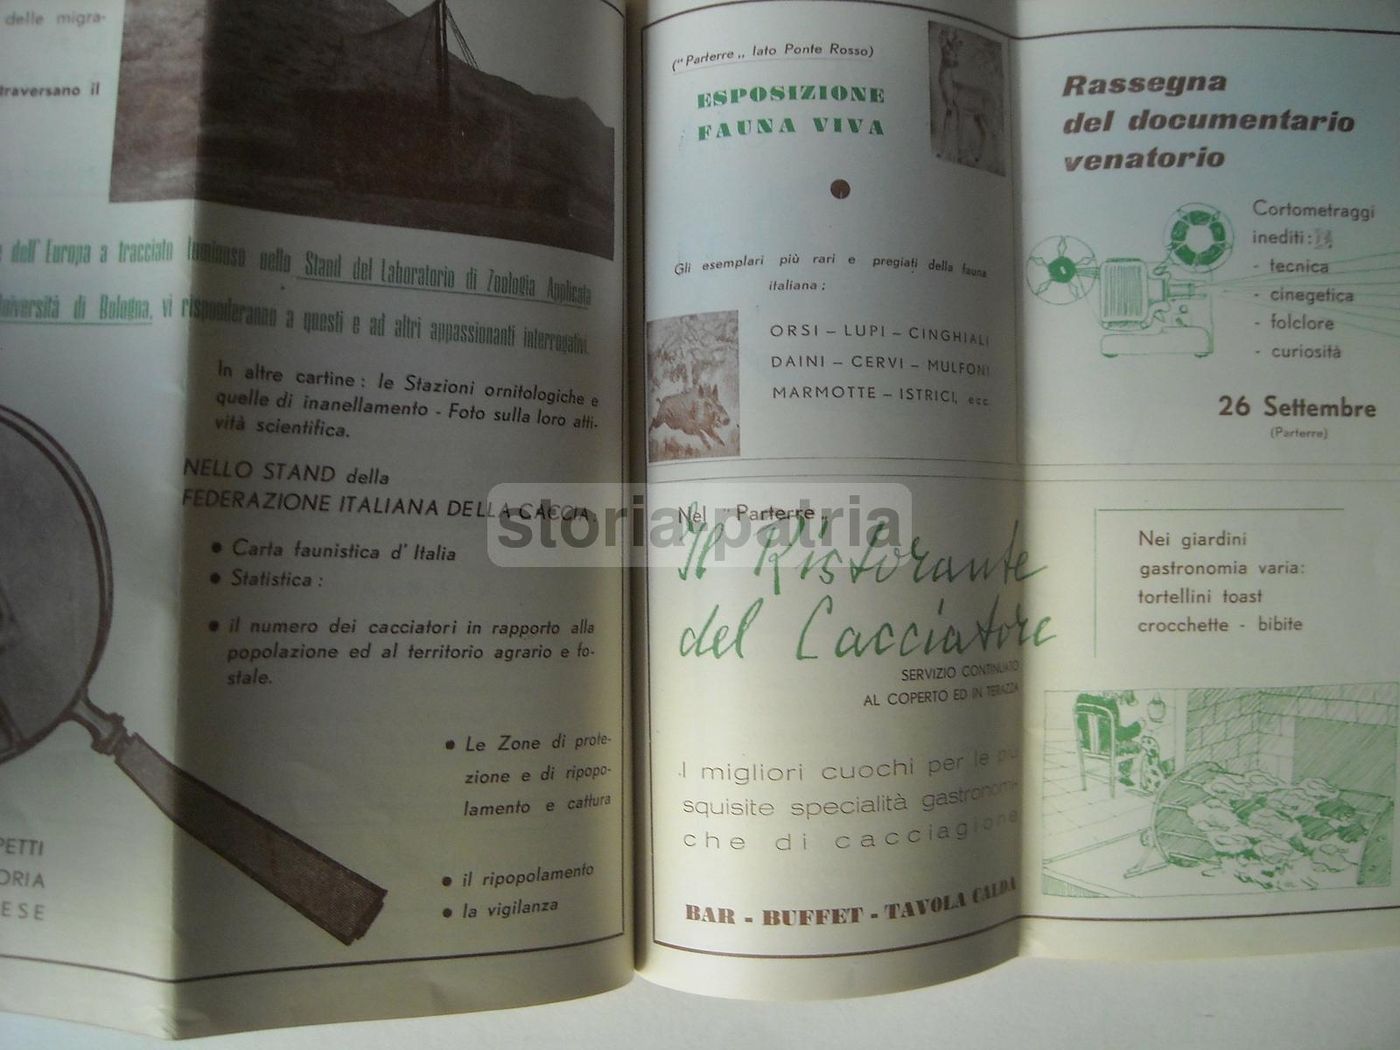 delle migra-
traversano il
dell'Europa a tracciato luminoso nello Stand del Laboratorio di Zoologia Applicata
Università di Bologna, vi risponderanno a questi e ad altri appassionanti interrogativi.
In altre cartine : le Stazioni ornitologiche e
quelle di inanellamento - Foto sulla loro atti-
vità scientifica.
NELLO STAND della
FEDERAZIONE ITALIANA DELLA CACCIA.
• Carta faunistica d'Italia
• Statistica :
• il numero dei cacciatori in rapporto alla
popolazione ed al territorio agrario e fo-
stale.
• Le Zone di prote-
zione e di ripopo-
lamento e cattura
• il ripopolamento
• la vigilanza
PETTI
ORIA
ESE
("Parterre„ lato Ponte Rosso)
ESPOSIZIONE
FAUNA VIVA
Gli esemplari più rari e pregiati della fauna
italiana :
ORSI - LUPI - CINGHIALI
DAINI - CERVI - MUFLONI
MARMOTTE - ISTRICI, ecc.
Nel "Parterre„
Il Ristorante
del Cacciatore
SERVIZIO CONTINUATO
AL COPERTO ED IN TERAZZA
I migliori cuochi per le più
squisite specialità gastronomi-
che di cacciagione
BAR - BUFFET - TAVOLA CALDA
Rassegna
del documentario
venatorio
Cortometraggi
inediti :
- tecnica
- cinegetica
- folclore
- curiosità
26 Settembre
(Parterre)
Nei giardini
gastronomia varia:
tortellini toast
crocchette - bibite
storia patria